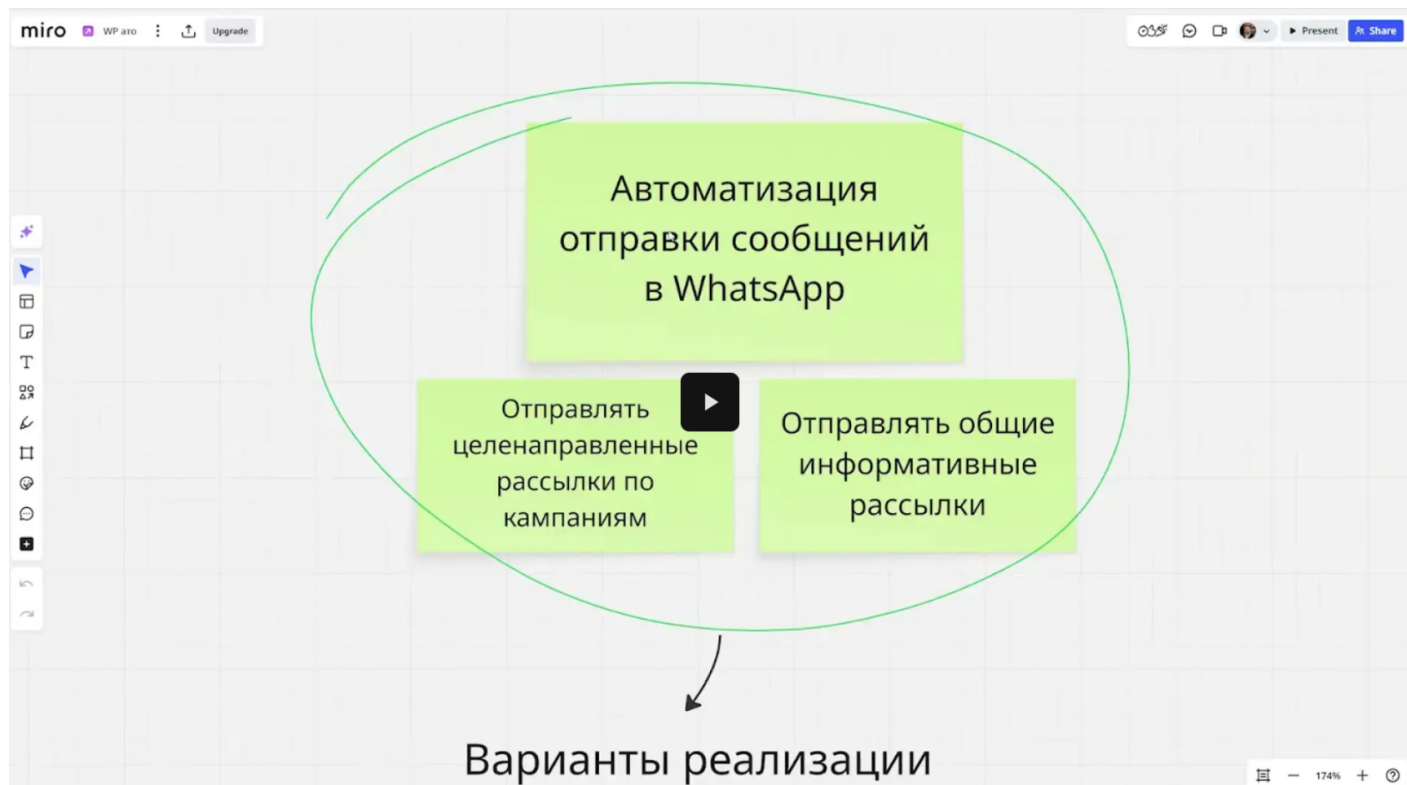 miro
WP ато
Upgrade
Present
Share
Автоматизация
отправки сообщений
в WhatsApp
Отправлять
целенаправленные
рассылки по
кампаниям
Отправлять общие
информативные
рассылки
Варианты реализации
174%